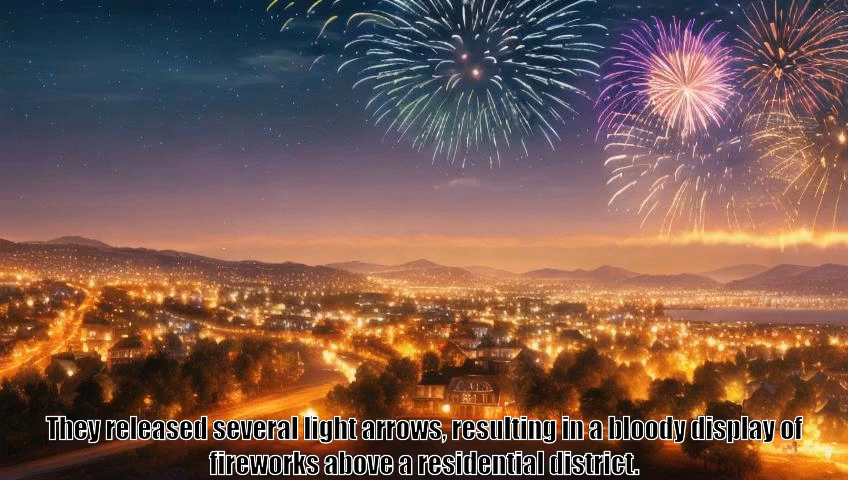 They released several light arrows, resulting in a bloody display of
fireworks above a residential district.